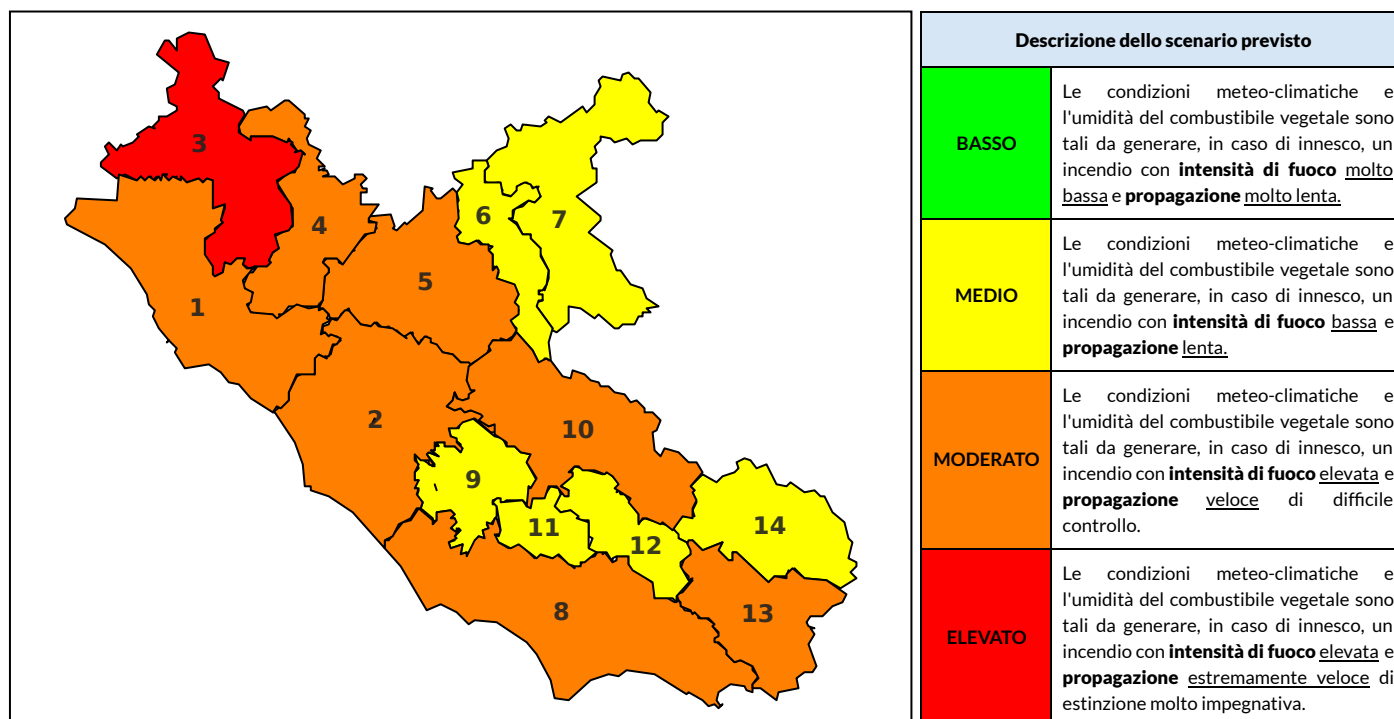 3
4
6
7
5
1
2
10
9
11
12
14
8
13
Descrizione dello scenario previsto
BASSO
Le condizioni meteo-climatiche e
l'umidità del combustibile vegetale sono
tali da generare, in caso di innesco, un
incendio con intensità di fuoco molto
bassa e propagazione molto lenta.
MEDIO
Le condizioni meteo-climatiche e
l'umidità del combustibile vegetale sono
tali da generare, in caso di innesco, un
incendio con intensità di fuoco bassa e
propagazione lenta.
MODERATO
Le condizioni meteo-climatiche e
l'umidità del combustibile vegetale sono
tali da generare, in caso di innesco, un
incendio con intensità di fuoco elevata e
propagazione veloce di difficile
controllo.
ELEVATO
Le condizioni meteo-climatiche e
l'umidità del combustibile vegetale sono
tali da generare, in caso di innesco, un
incendio con intensità di fuoco elevata e
propagazione estremamente veloce di
estinzione molto impegnativa.